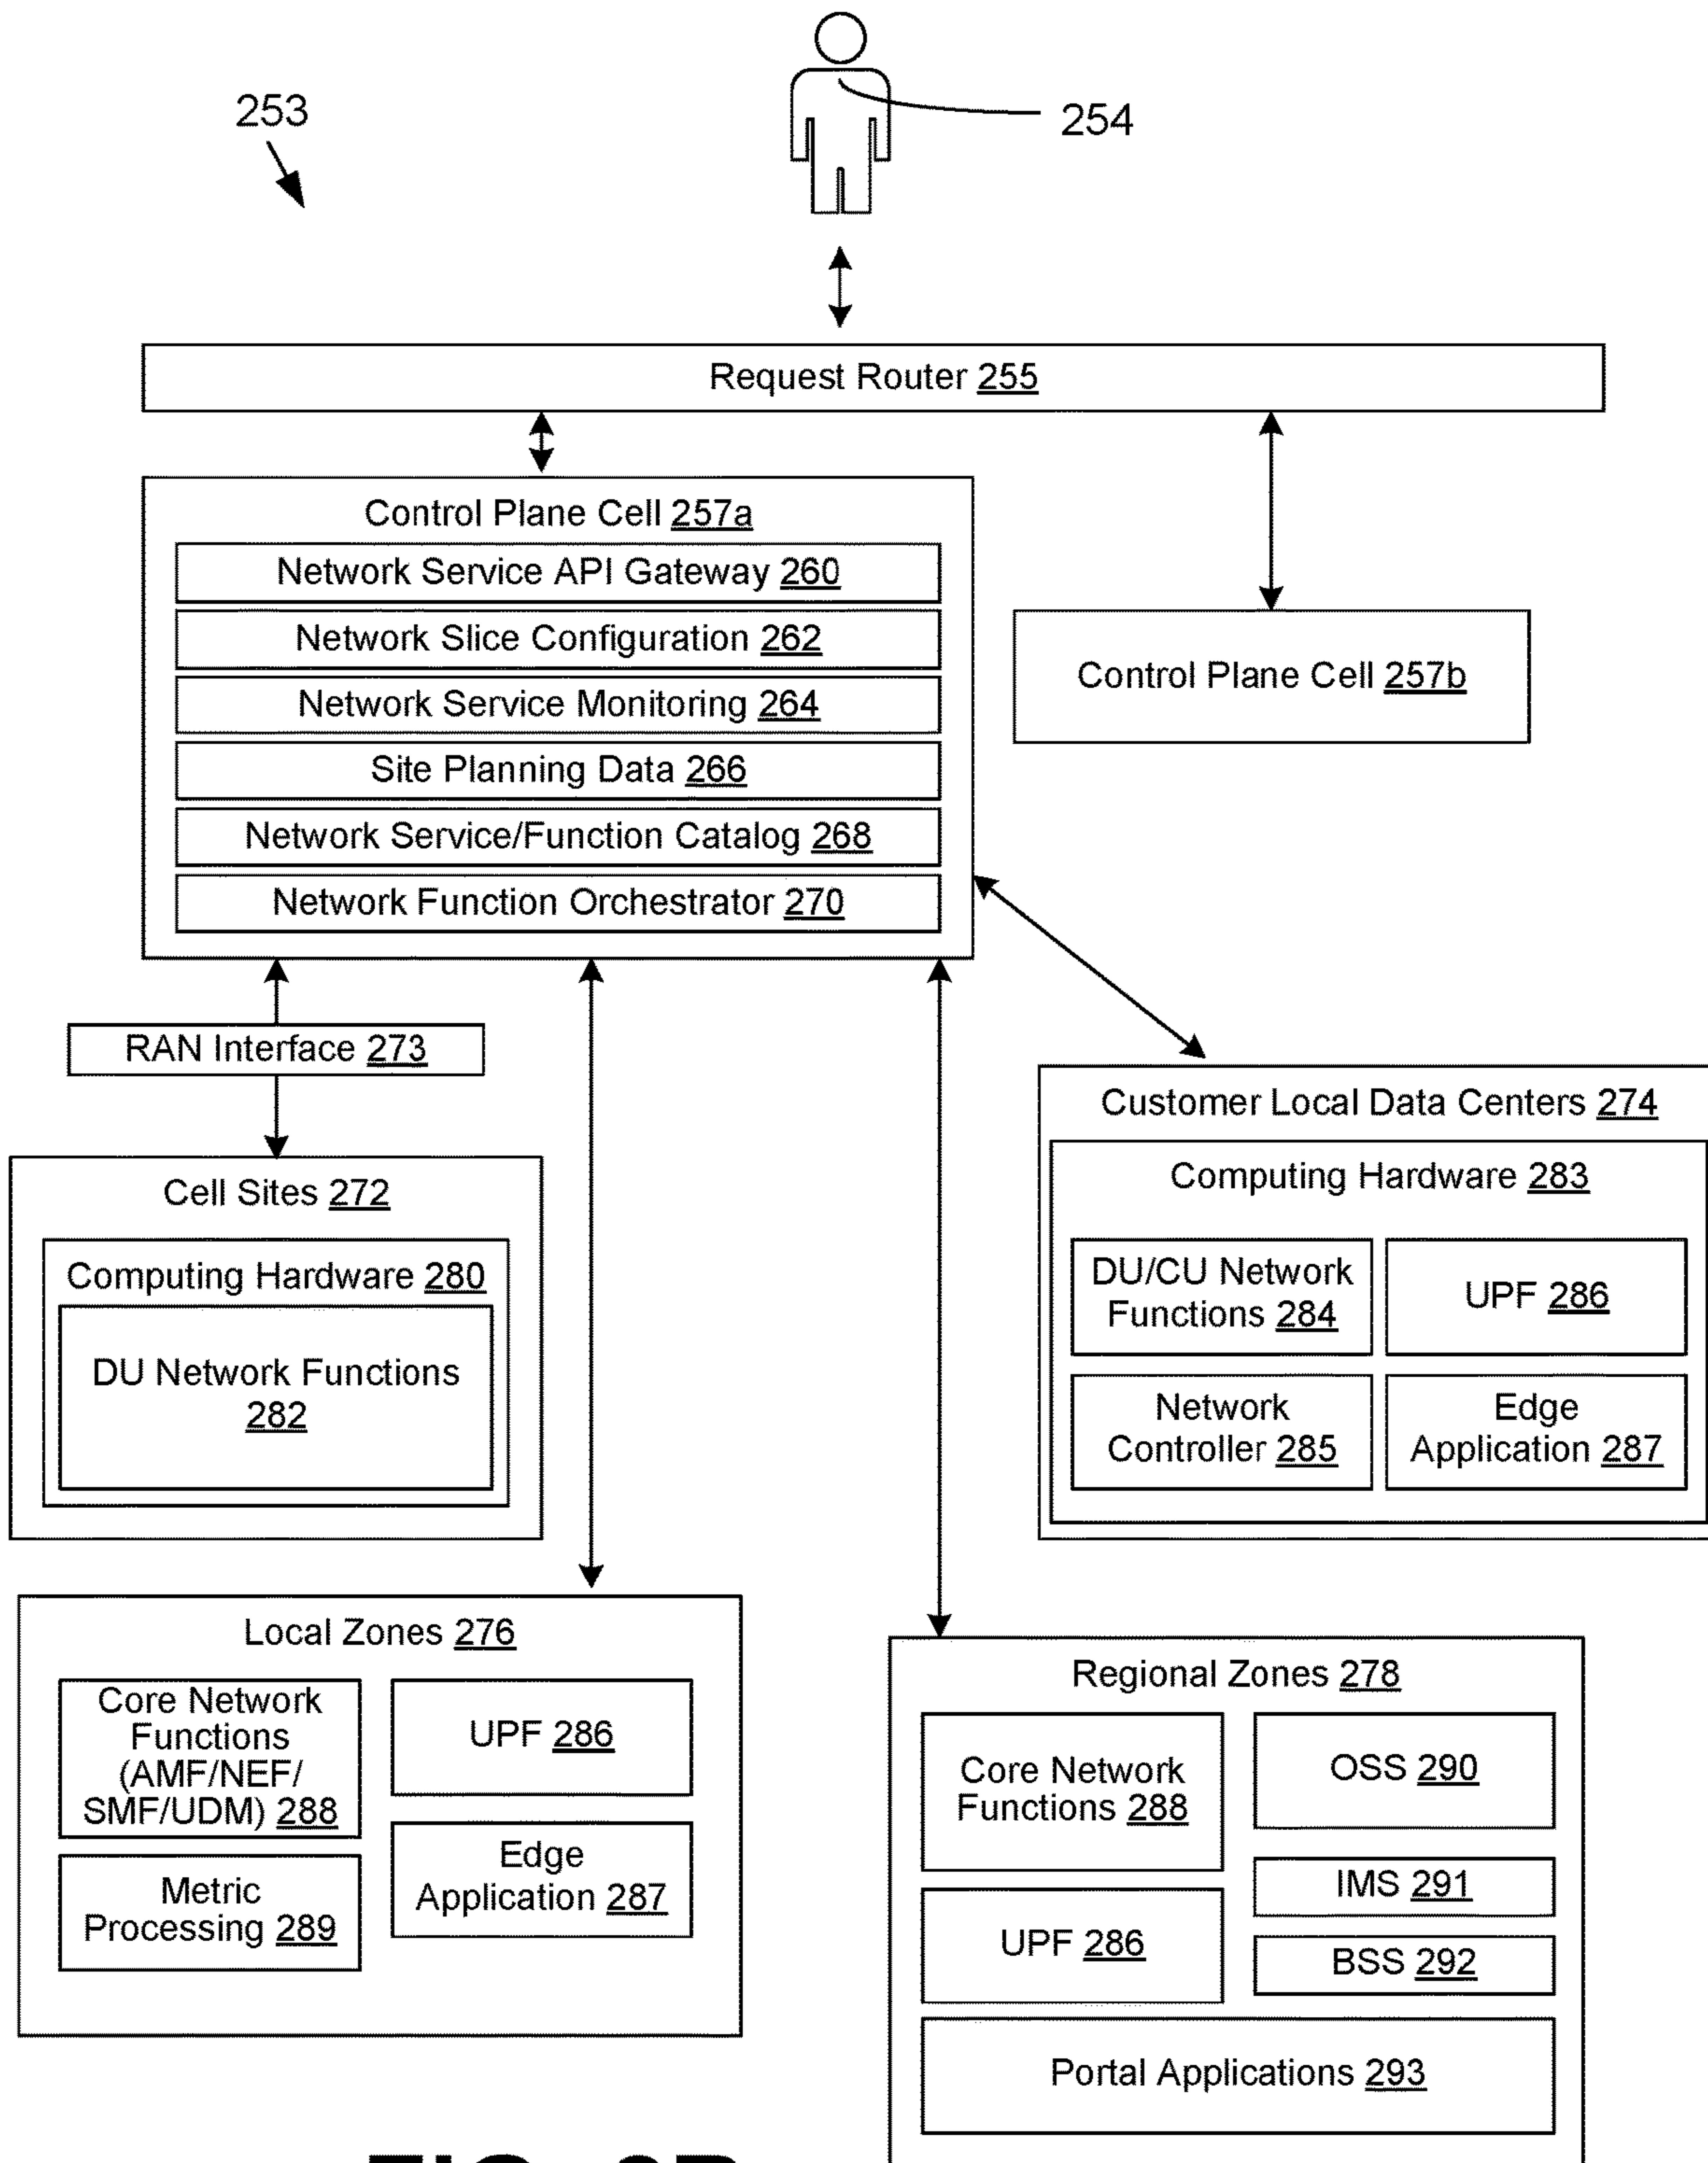 253
254
Request Router 255
Control Plane Cell 257a
Network Service API Gateway 260
Network Slice Configuration 262
Network Service Monitoring 264
Site Planning Data 266
Network Service/Function Catalog 268
Network Function Orchestrator 270
Control Plane Cell 257b
RAN Interface 273
Cell Sites 272
Computing Hardware 280
DU Network Functions
282
Customer Local Data Centers 274
Computing Hardware 283
DU/CU Network
Functions 284
UPF 286
Network
Controller 285
Edge
Application 287
Local Zones 276
Core Network
Functions
(AMF/NEF/
SMF/UDM) 288
UPF 286
Metric
Processing 289
Edge
Application 287
Regional Zones 278
Core Network
Functions 288
OSS 290
IMS 291
UPF 286
BSS 292
Portal Applications 293